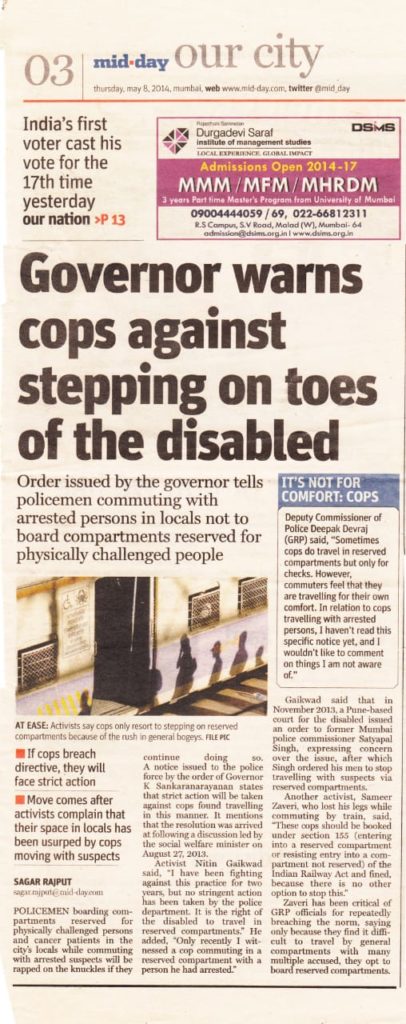 03
mid-day our city
thursday, may 8, 2014, mumbai, web www.mid-day.com, twitter @mid_day
India's first
voter cast his
vote for the
17th time
yesterday
our nation >P 13
Rajasthani Sammelan
Durgadevi Saraf
institute of management studies
LOCAL EXPERIENCE. GLOBAL IMPACT
DSIMS
Admissions Open 2014-17
MMM/MFM/MHRDM
3 years Part time Master's Program from University of Mumbai
09004444059/69, 022-66812311
R.S Campus, S.V Road, Malad (W), Mumbai- 64
admission@dsims.org.in | www.dsims.org.in
Governor warns
cops against
stepping on toes
of the disabled
Order issued by the governor tells
policemen commuting with
arrested persons in locals not to
board compartments reserved for
physically challenged people
AT EASE: Activists say cops only resort to stepping on reserved
compartments because of the rush in general bogeys. FILE PIC
If cops breach
directive, they will
face strict action
Move comes after
activists complain that
their space in locals has
been usurped by cops
moving with suspects
SAGAR RAJPUT
sagar.rajput@mid-day.com
POLICEMEN boarding com-
partments reserved for
physically challenged persons
and cancer patients in the
city's locals while commuting
with arrested suspects will be
rapped on the knuckles if they
continue doing so.
A notice issued to the police
force by the order of Governor
K Sankaranarayanan states
that strict action will be taken
against cops found travelling
in this manner. It mentions
that the resolution was arrived
at following a discussion led by
the social welfare minister on
August 27, 2013.
Activist Nitin Gaikwad
said, "I have been fighting
against this practice for two
years, but no stringent action
has been taken by the police
department. It is the right of
the disabled to travel in
reserved compartments." He
added, "Only recently I wit-
nessed a cop commuting in a
reserved compartment with a
person he had arrested."
IT'S NOT FOR
COMFORT: COPS
Deputy Commissioner of
Police Deepak Devraj
(GRP) said, "Sometimes
cops do travel in reserved
compartments but only for
checks. However,
commuters feel that they
are travelling for their own
comfort. In relation to cops
travelling with arrested
persons, I haven't read this
specific notice yet, and I
wouldn't like to comment
on things I am not aware
of."
Gaikwad said that in
November 2013, a Pune-based
court for the disabled issued
an order to former Mumbai
police commissioner Satyapal
Singh, expressing concern
over the issue, after which
Singh ordered his men to stop
travelling with suspects via
reserved compartments.
Another activist, Sameer
Zaveri, who lost his legs while
commuting by train, said,
"These cops should be booked
under section 155 (entering
into a reserved compartment
or resisting entry into a com-
partment not reserved) of the
Indian Railway Act and fined,
because there is no other
option to stop this."
Zaveri has been critical of
GRP officials for repeatedly
breaching the norm, saying
only because they find it diffi-
cult to travel by general
compartments with many
multiple accused, they opt to
board reserved compartments.